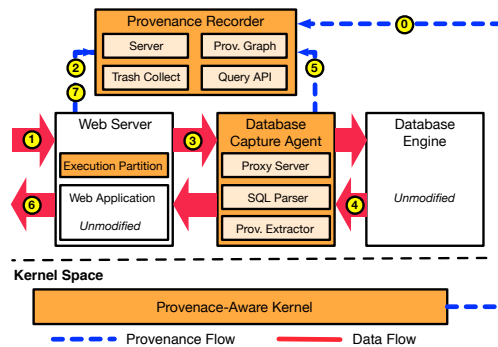 Provenance Recorder
0
Server
Prov. Graph
2
5
Trash Collect
Query API
7
Web Server
Database
Capture Agent
Database
Engine
1
3
Execution Partition
Proxy Server
Web Application
SQL Parser
Unmodified
4
6
Unmodified
Prov. Extractor
Kernel Space
Provenace-Aware Kernel
Provenance Flow
Data Flow